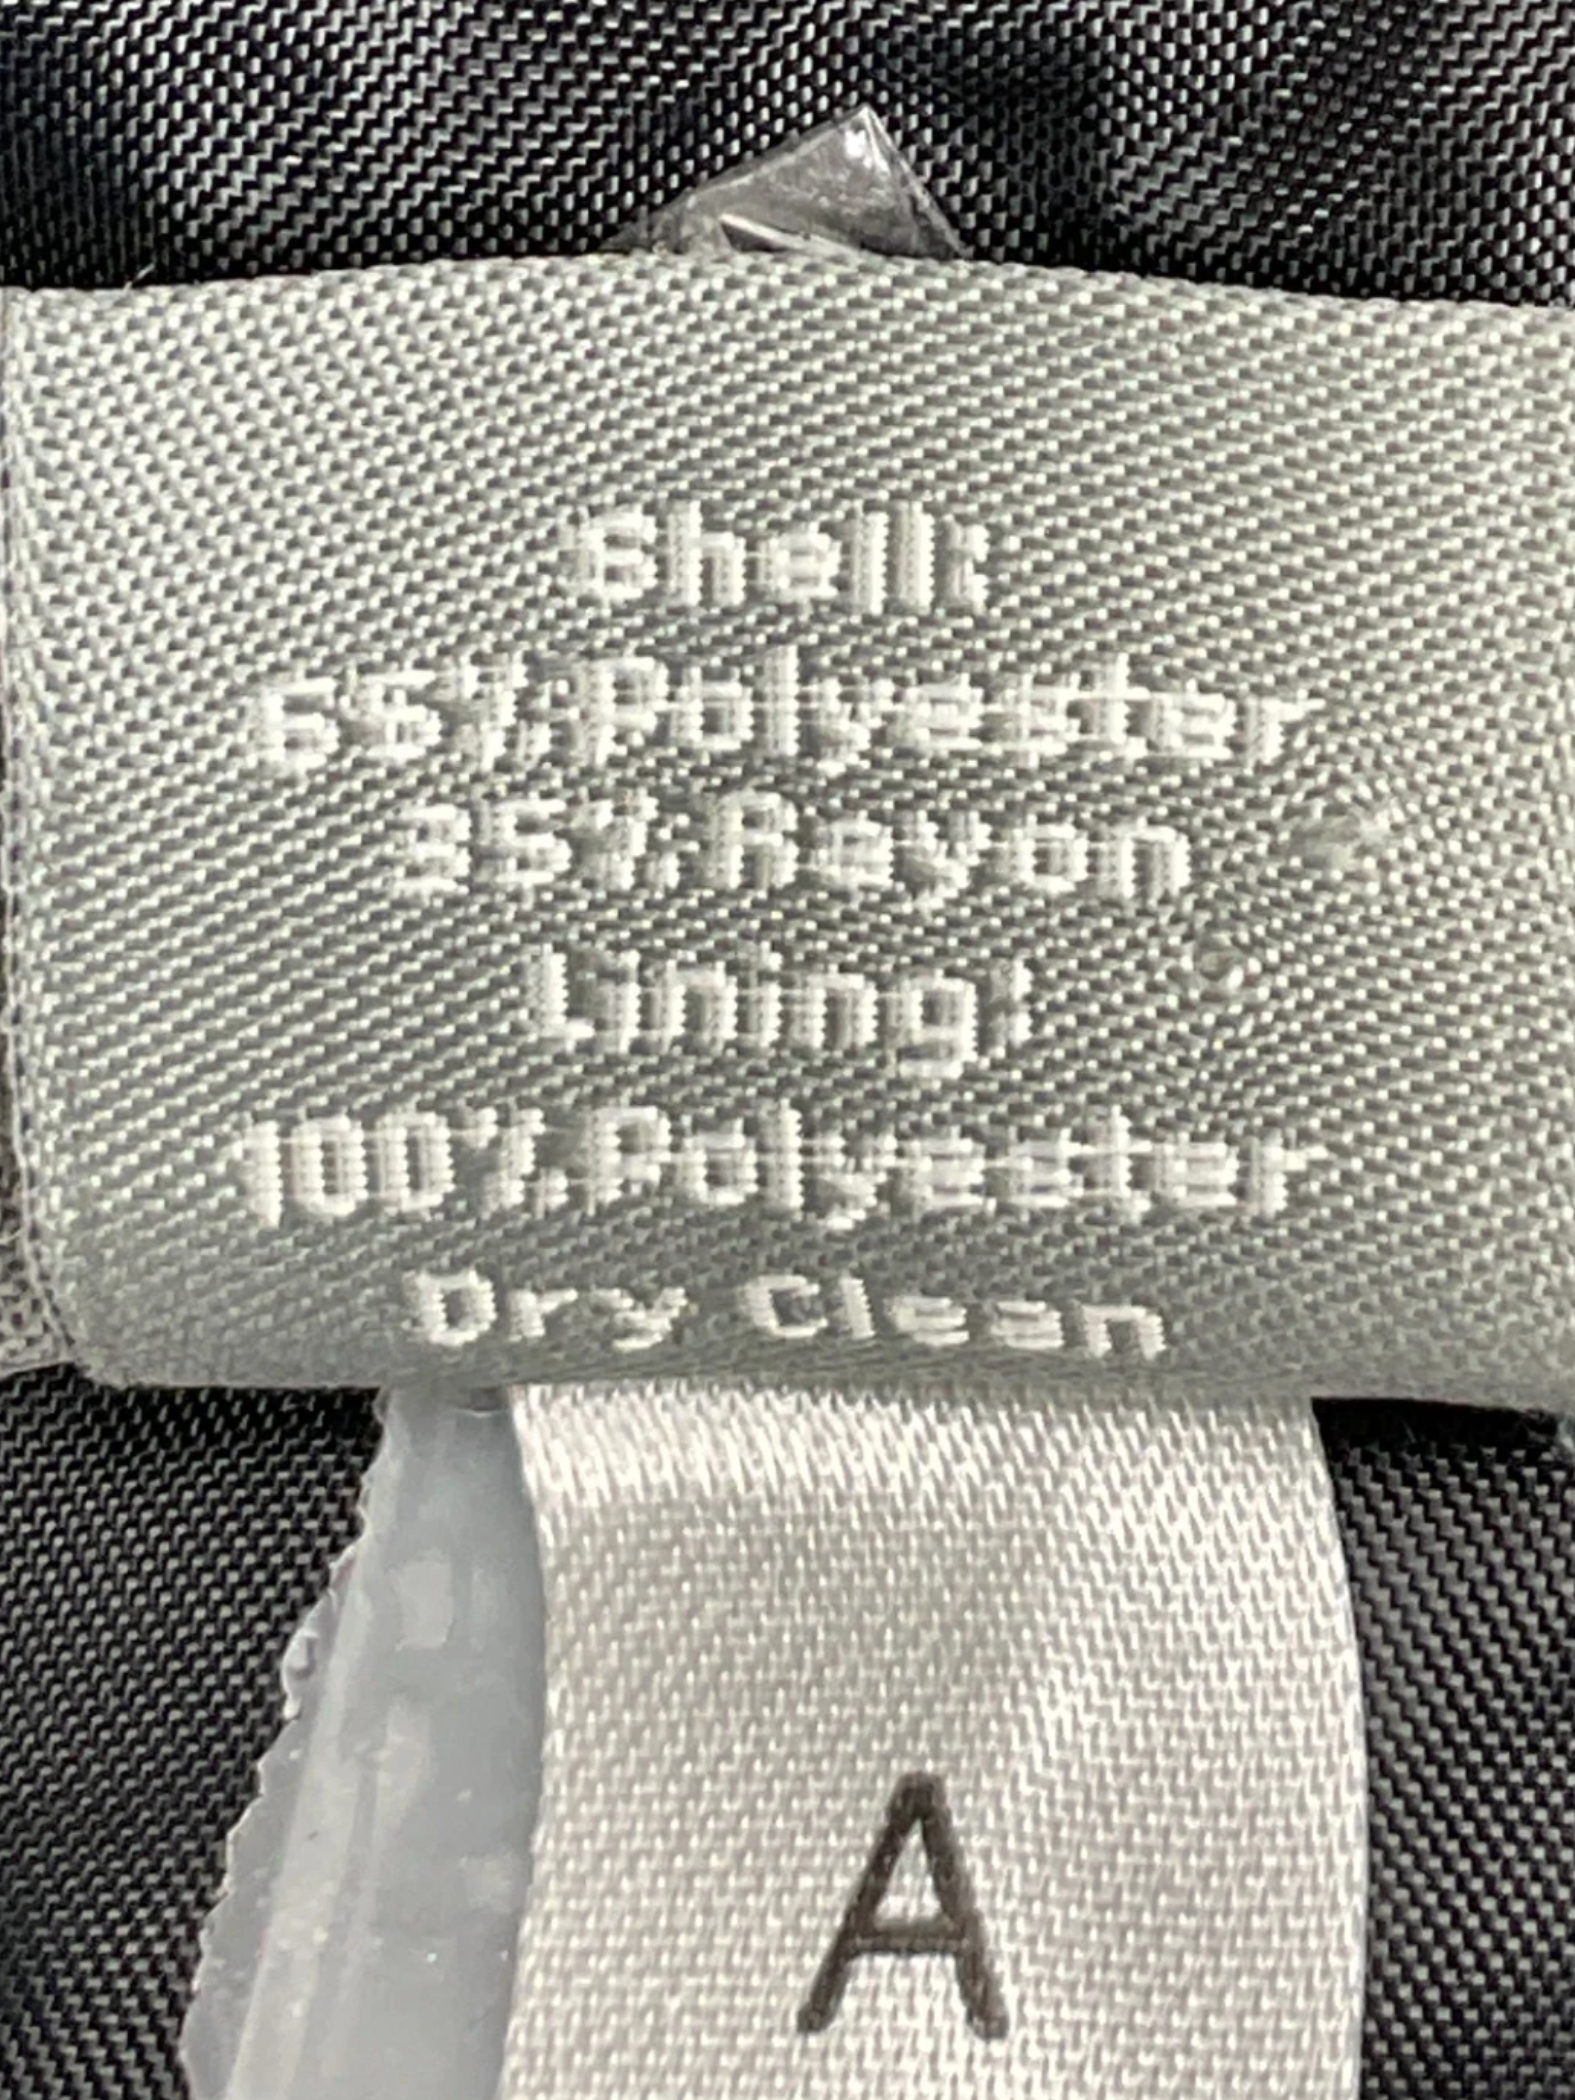 Shell:
65%Polyester
35%Rayon
Lining:
100%Polyester
Dry Clean
A